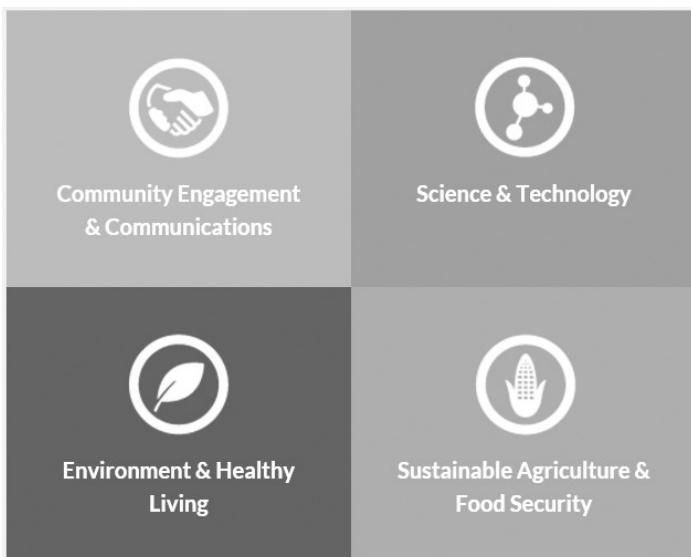 Community Engagement
& Communications
Science & Technology
Environment & Healthy
Living
Sustainable Agriculture &
Food Security